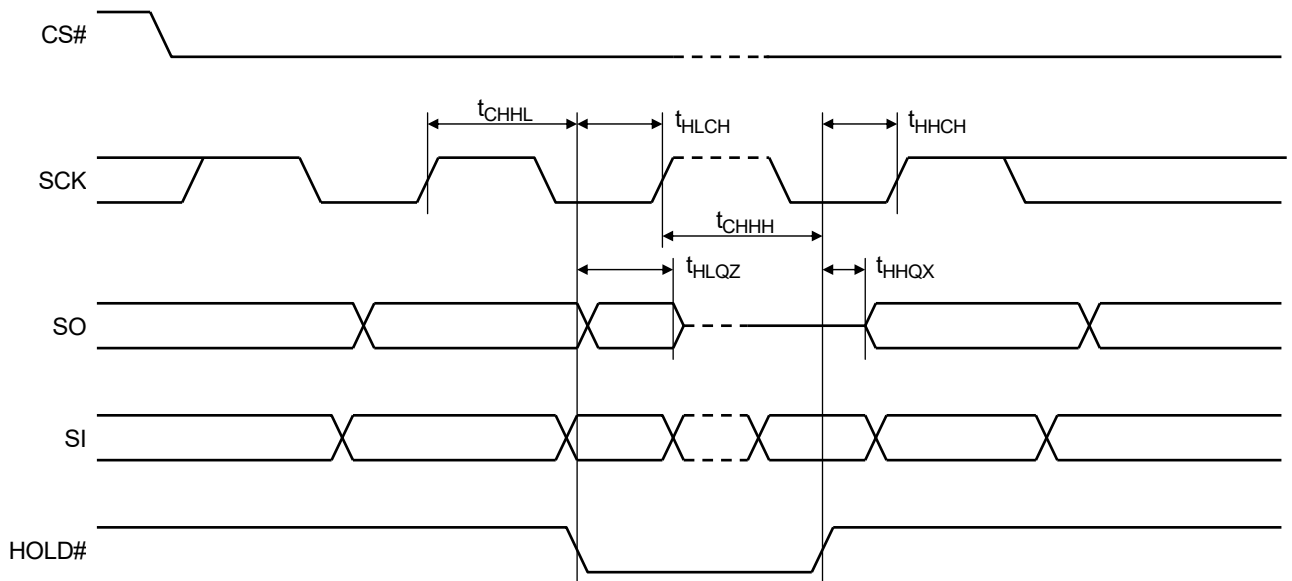 CS#
tCHHL
tHLCH
tHHCH
SCK
tCHHH
tHLQZ
tHHQX
SO
SI
HOLD#